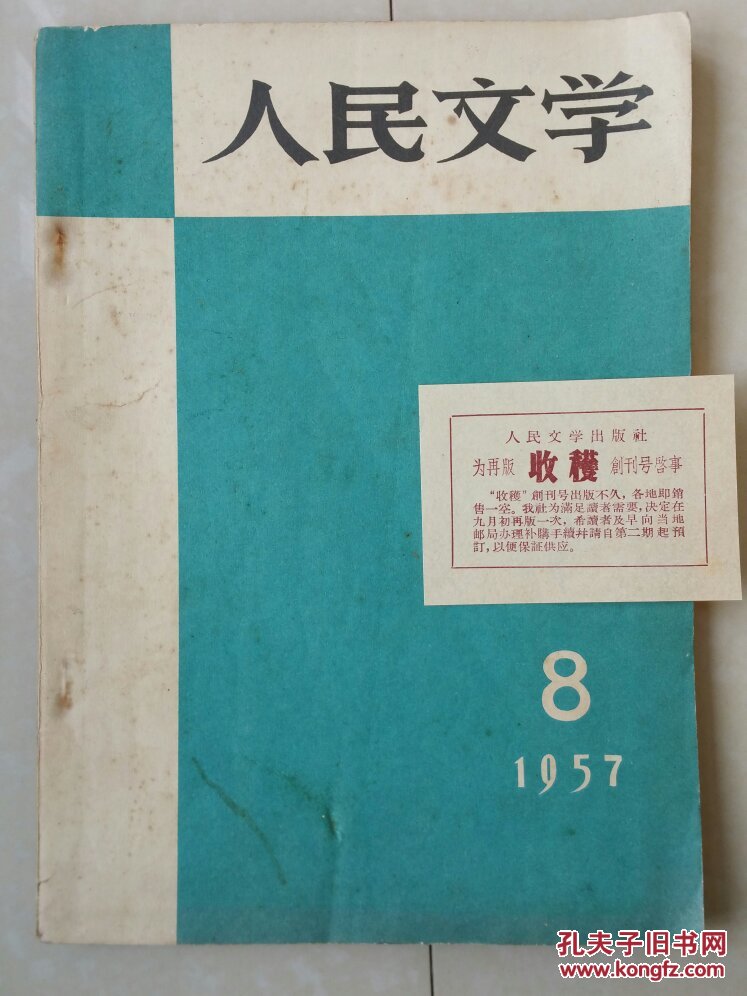 人民文学
人民文学出版社
为再版 收穫 創刊号啓事
“收穫”創刊号出版不久，各地即銷
售一空。我社为滿足讀者需要，决定在
九月初再版一次，希讀者及早向当地
邮局办理补購手續幷請自第二期起預
訂，以便保証供应。
8
1957
孔夫子旧书网
www.kongfz.com